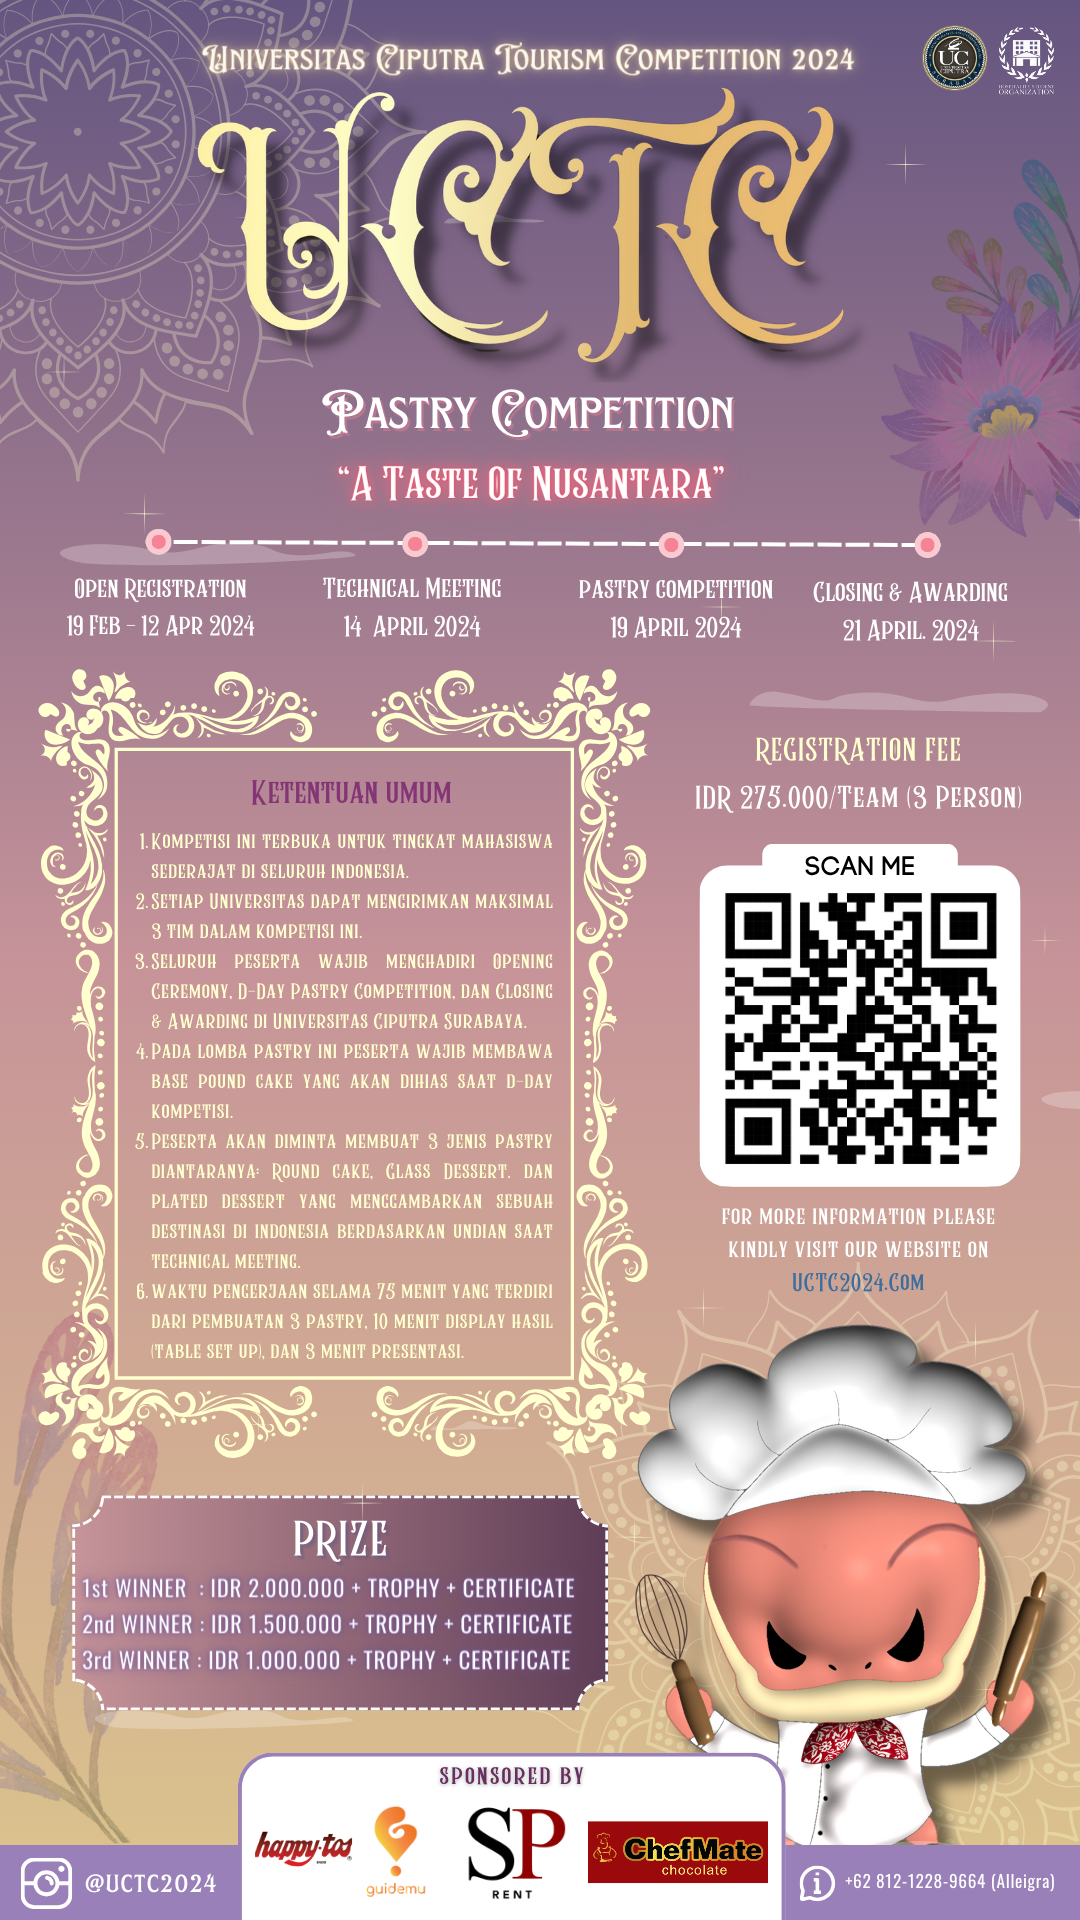 Universitas Ciputra Tourism Competition 2024
UC
UNIVERSITAS CIPUTRA
SURABAYA
HOSPITALITY STUDENT
ORGANIZATION
UCTC
Pastry Competition
“A Taste Of Nusantara”
Open Registration
19 Feb - 12 Apr 2024
Technical Meeting
14 April 2024
pastry competition
19 April 2024
Closing & Awarding
21 April. 2024
Ketentuan umum
1. Kompetisi ini terbuka untuk tingkat mahasiswa
sederajat di seluruh indonesia.
2. Setiap Universitas dapat mengirimkan maksimal
3 tim dalam kompetisi ini.
3. Seluruh peserta wajib menghadiri Opening
Ceremony, D-Day Pastry Competition, dan Closing
& Awarding di Universitas Ciputra Surabaya.
4. Pada lomba pastry ini peserta wajib membawa
base pound cake yang akan dihias saat d-day
kompetisi.
5. Peserta akan diminta membuat 3 jenis pastry
diantaranya: Round cake, Glass Dessert. dan
plated dessert yang menggambarkan sebuah
destinasi di indonesia berdasarkan undian saat
technical meeting.
6. waktu pengerjaan selama 75 menit yang terdiri
dari pembuatan 3 pastry, 10 menit display hasil
(table set up), dan 3 menit presentasi.
Registration fee
IDR 275.000/Team (3 Person)
SCAN ME
for more information please
kindly visit our website on
uctc2024.com
PRIZE
1st WINNER : IDR 2.000.000 + TROPHY + CERTIFICATE
2nd WINNER : IDR 1.500.000 + TROPHY + CERTIFICATE
3rd WINNER : IDR 1.000.000 + TROPHY + CERTIFICATE
SPONSORED BY
happy-tos
guidemu
SP
RENT
ChefMate
chocolate
@UCTC2024
+62 812-1228-9664 (Alleigra)